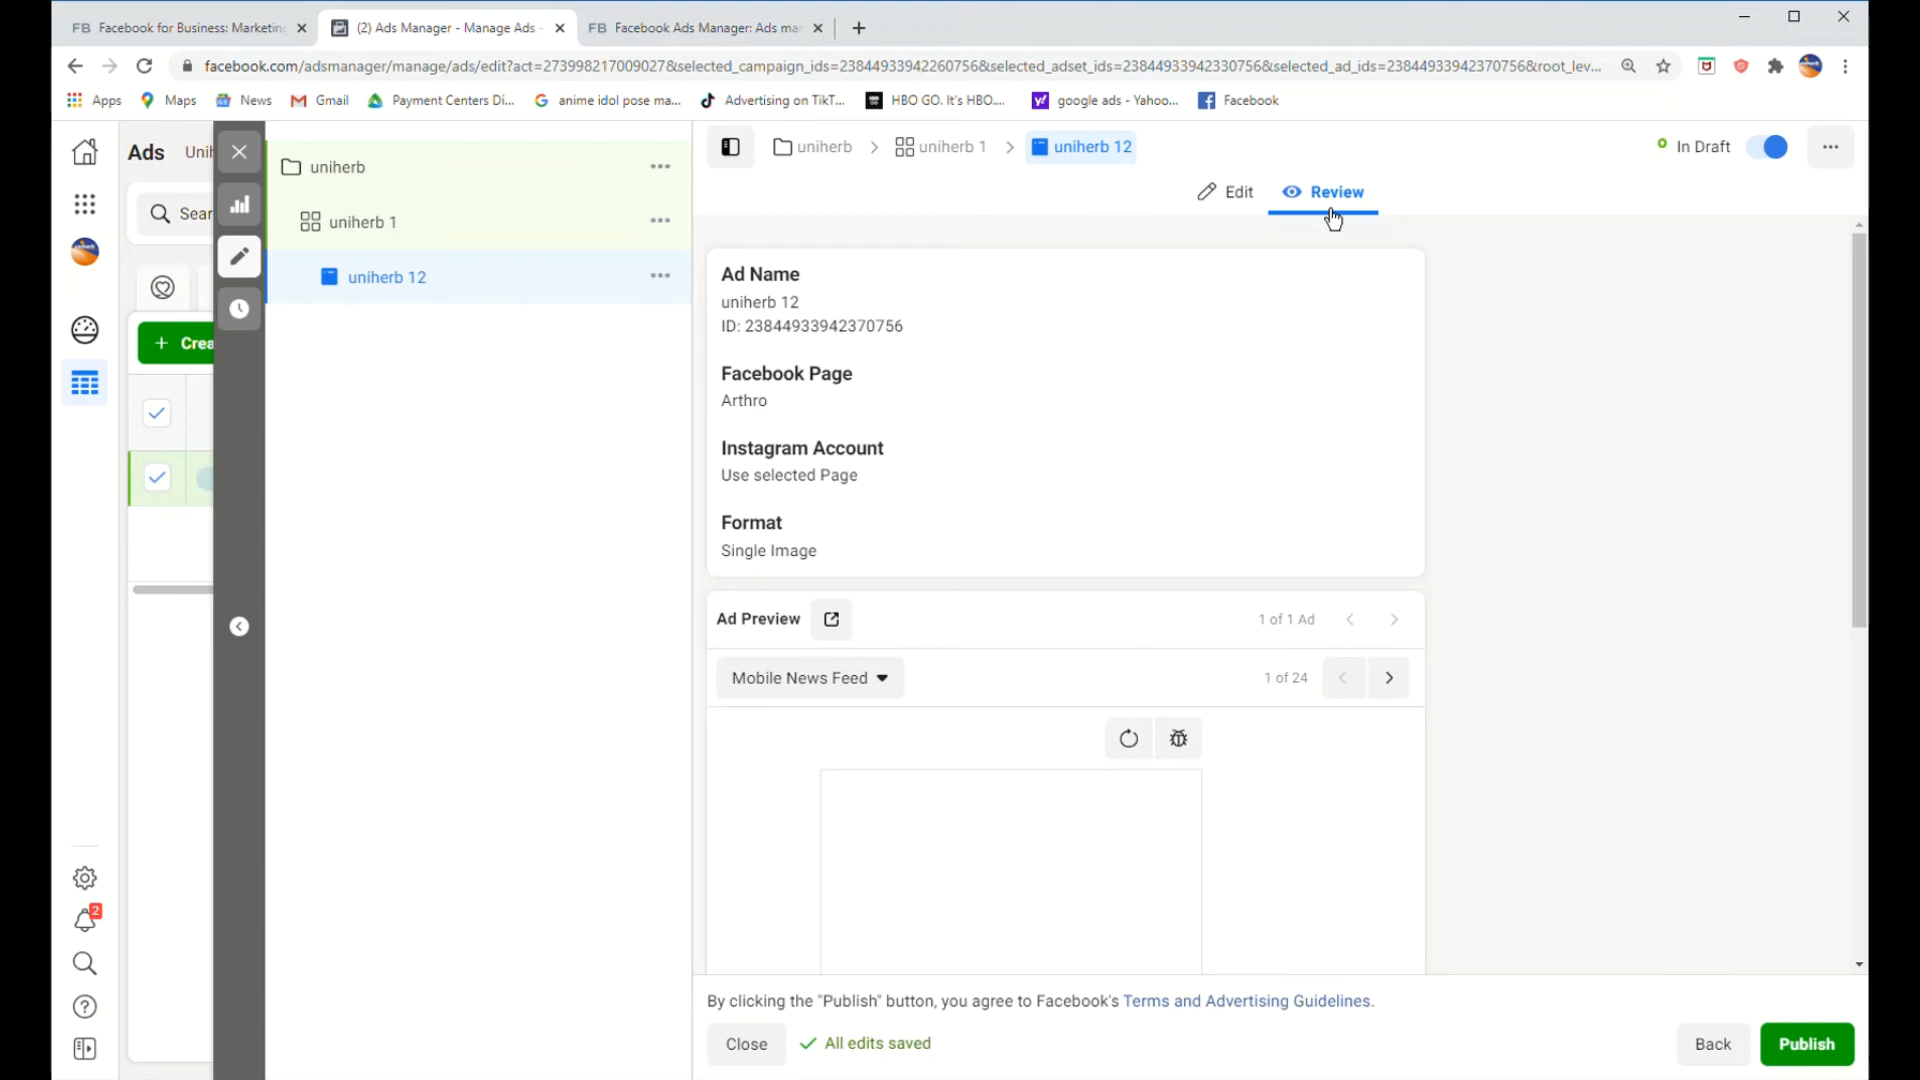 FB Facebook for Business: Marketing
(2) Ads Manager - Manage Ads -
FB Facebook Ads Manager: Ads mar
facebook.com/adsmanager/manage/ads/edit?act=273998217009027&selected_campaign_ids=23844933942260756&selected_adset_ids=23844933942330756&selected_ad_ids=23844933942370756&root_lev...
Apps
Maps
News
Gmail
Payment Centers Di...
anime idol pose ma...
Advertising on TikT...
HBO GO. It's HBO....
google ads - Yahoo...
Facebook
Ads
Unih
Sear
+ Crea
2
uniherb
uniherb 1
uniherb 12
uniherb > uniherb 1 > uniherb 12
In Draft
Edit
Review
Ad Name
uniherb 12
ID: 23844933942370756
Facebook Page
Arthro
Instagram Account
Use selected Page
Format
Single Image
Ad Preview
1 of 1 Ad
Mobile News Feed
1 of 24
By clicking the "Publish" button, you agree to Facebook's Terms and Advertising Guidelines.
Close
All edits saved
Back
Publish